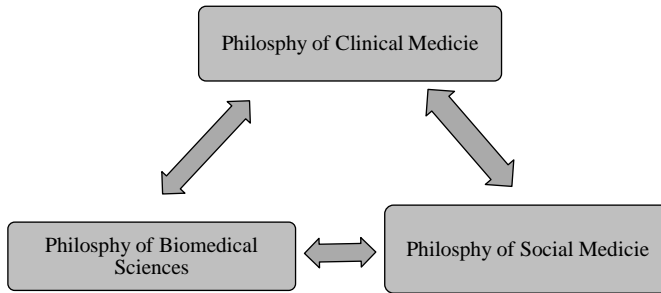 Philosphy of Clinical Medicie
Philosphy of Biomedical
Sciences
Philosphy of Social Medicie